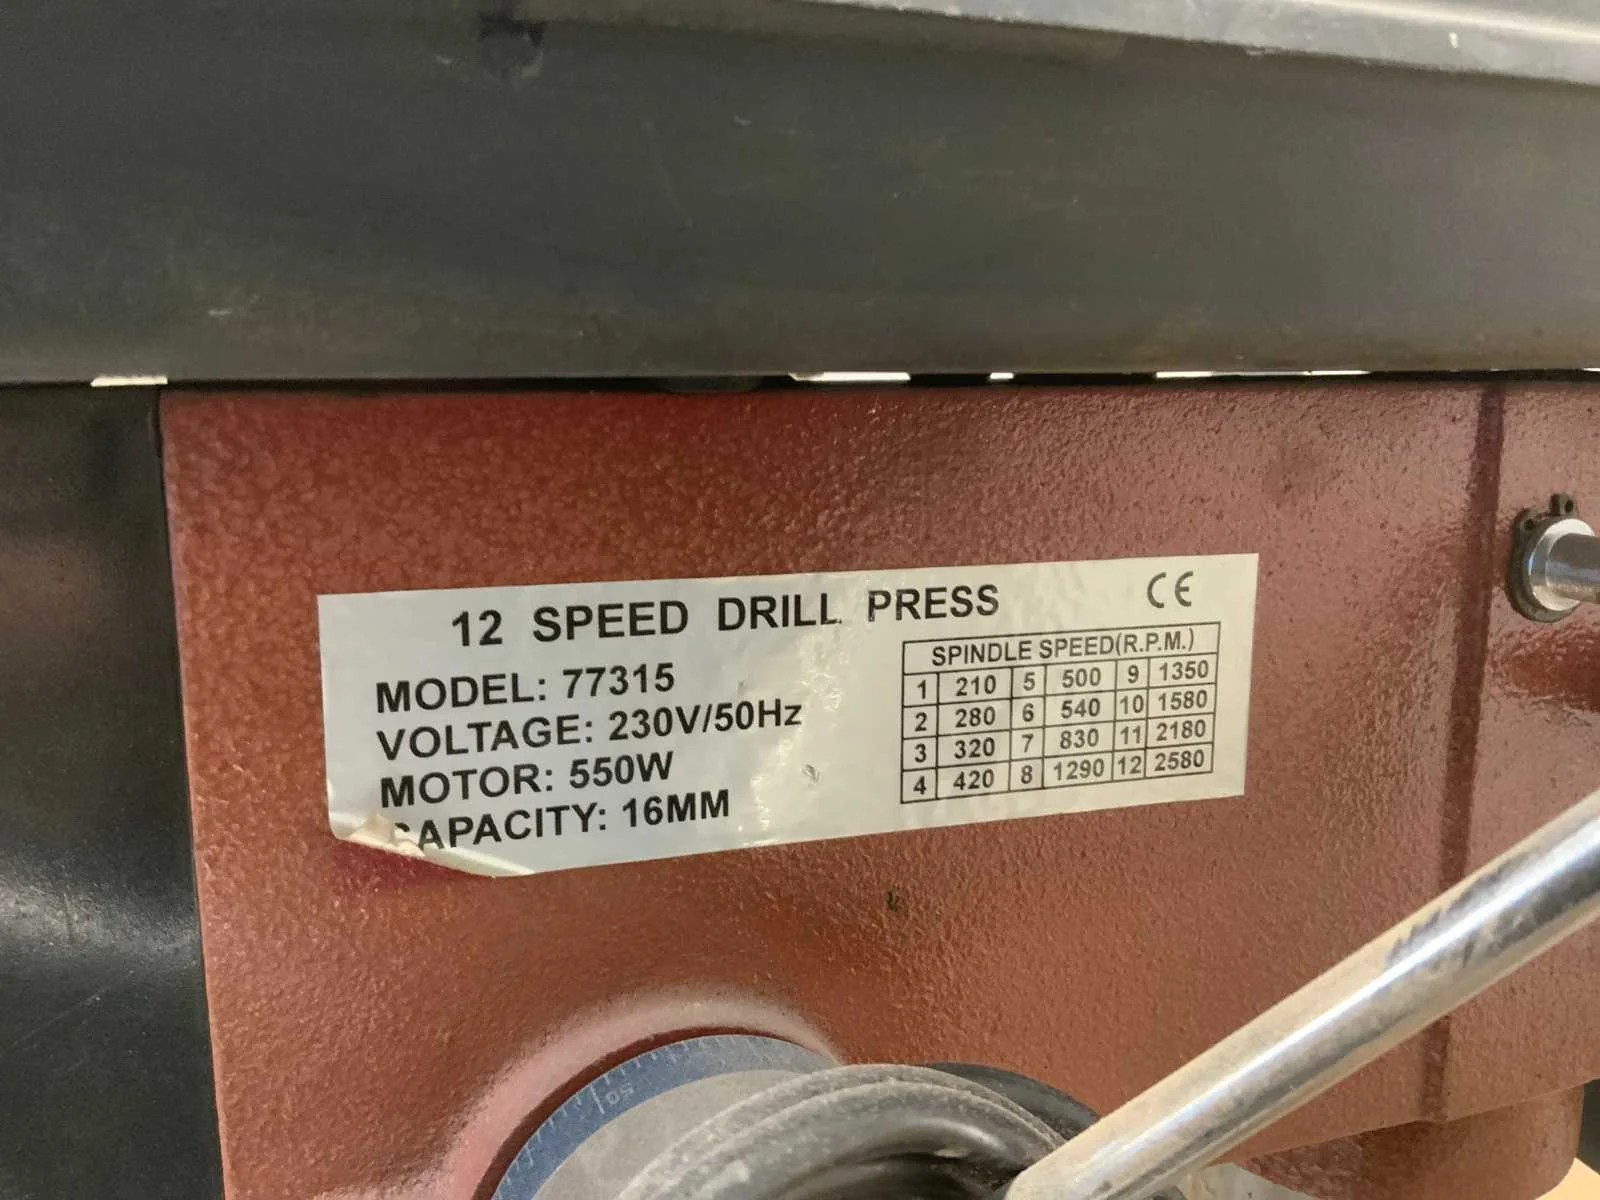 12 SPEED DRILL PRESS CE
MODEL: 77315
VOLTAGE: 230V/50Hz
MOTOR: 550W
CAPACITY: 16MM
SPINDLE SPEED(R.P.M.)
1 210 5 500 9 1350
2 280 6 540 10 1580
3 320 7 830 11 2180
4 420 8 1290 12 2580
50